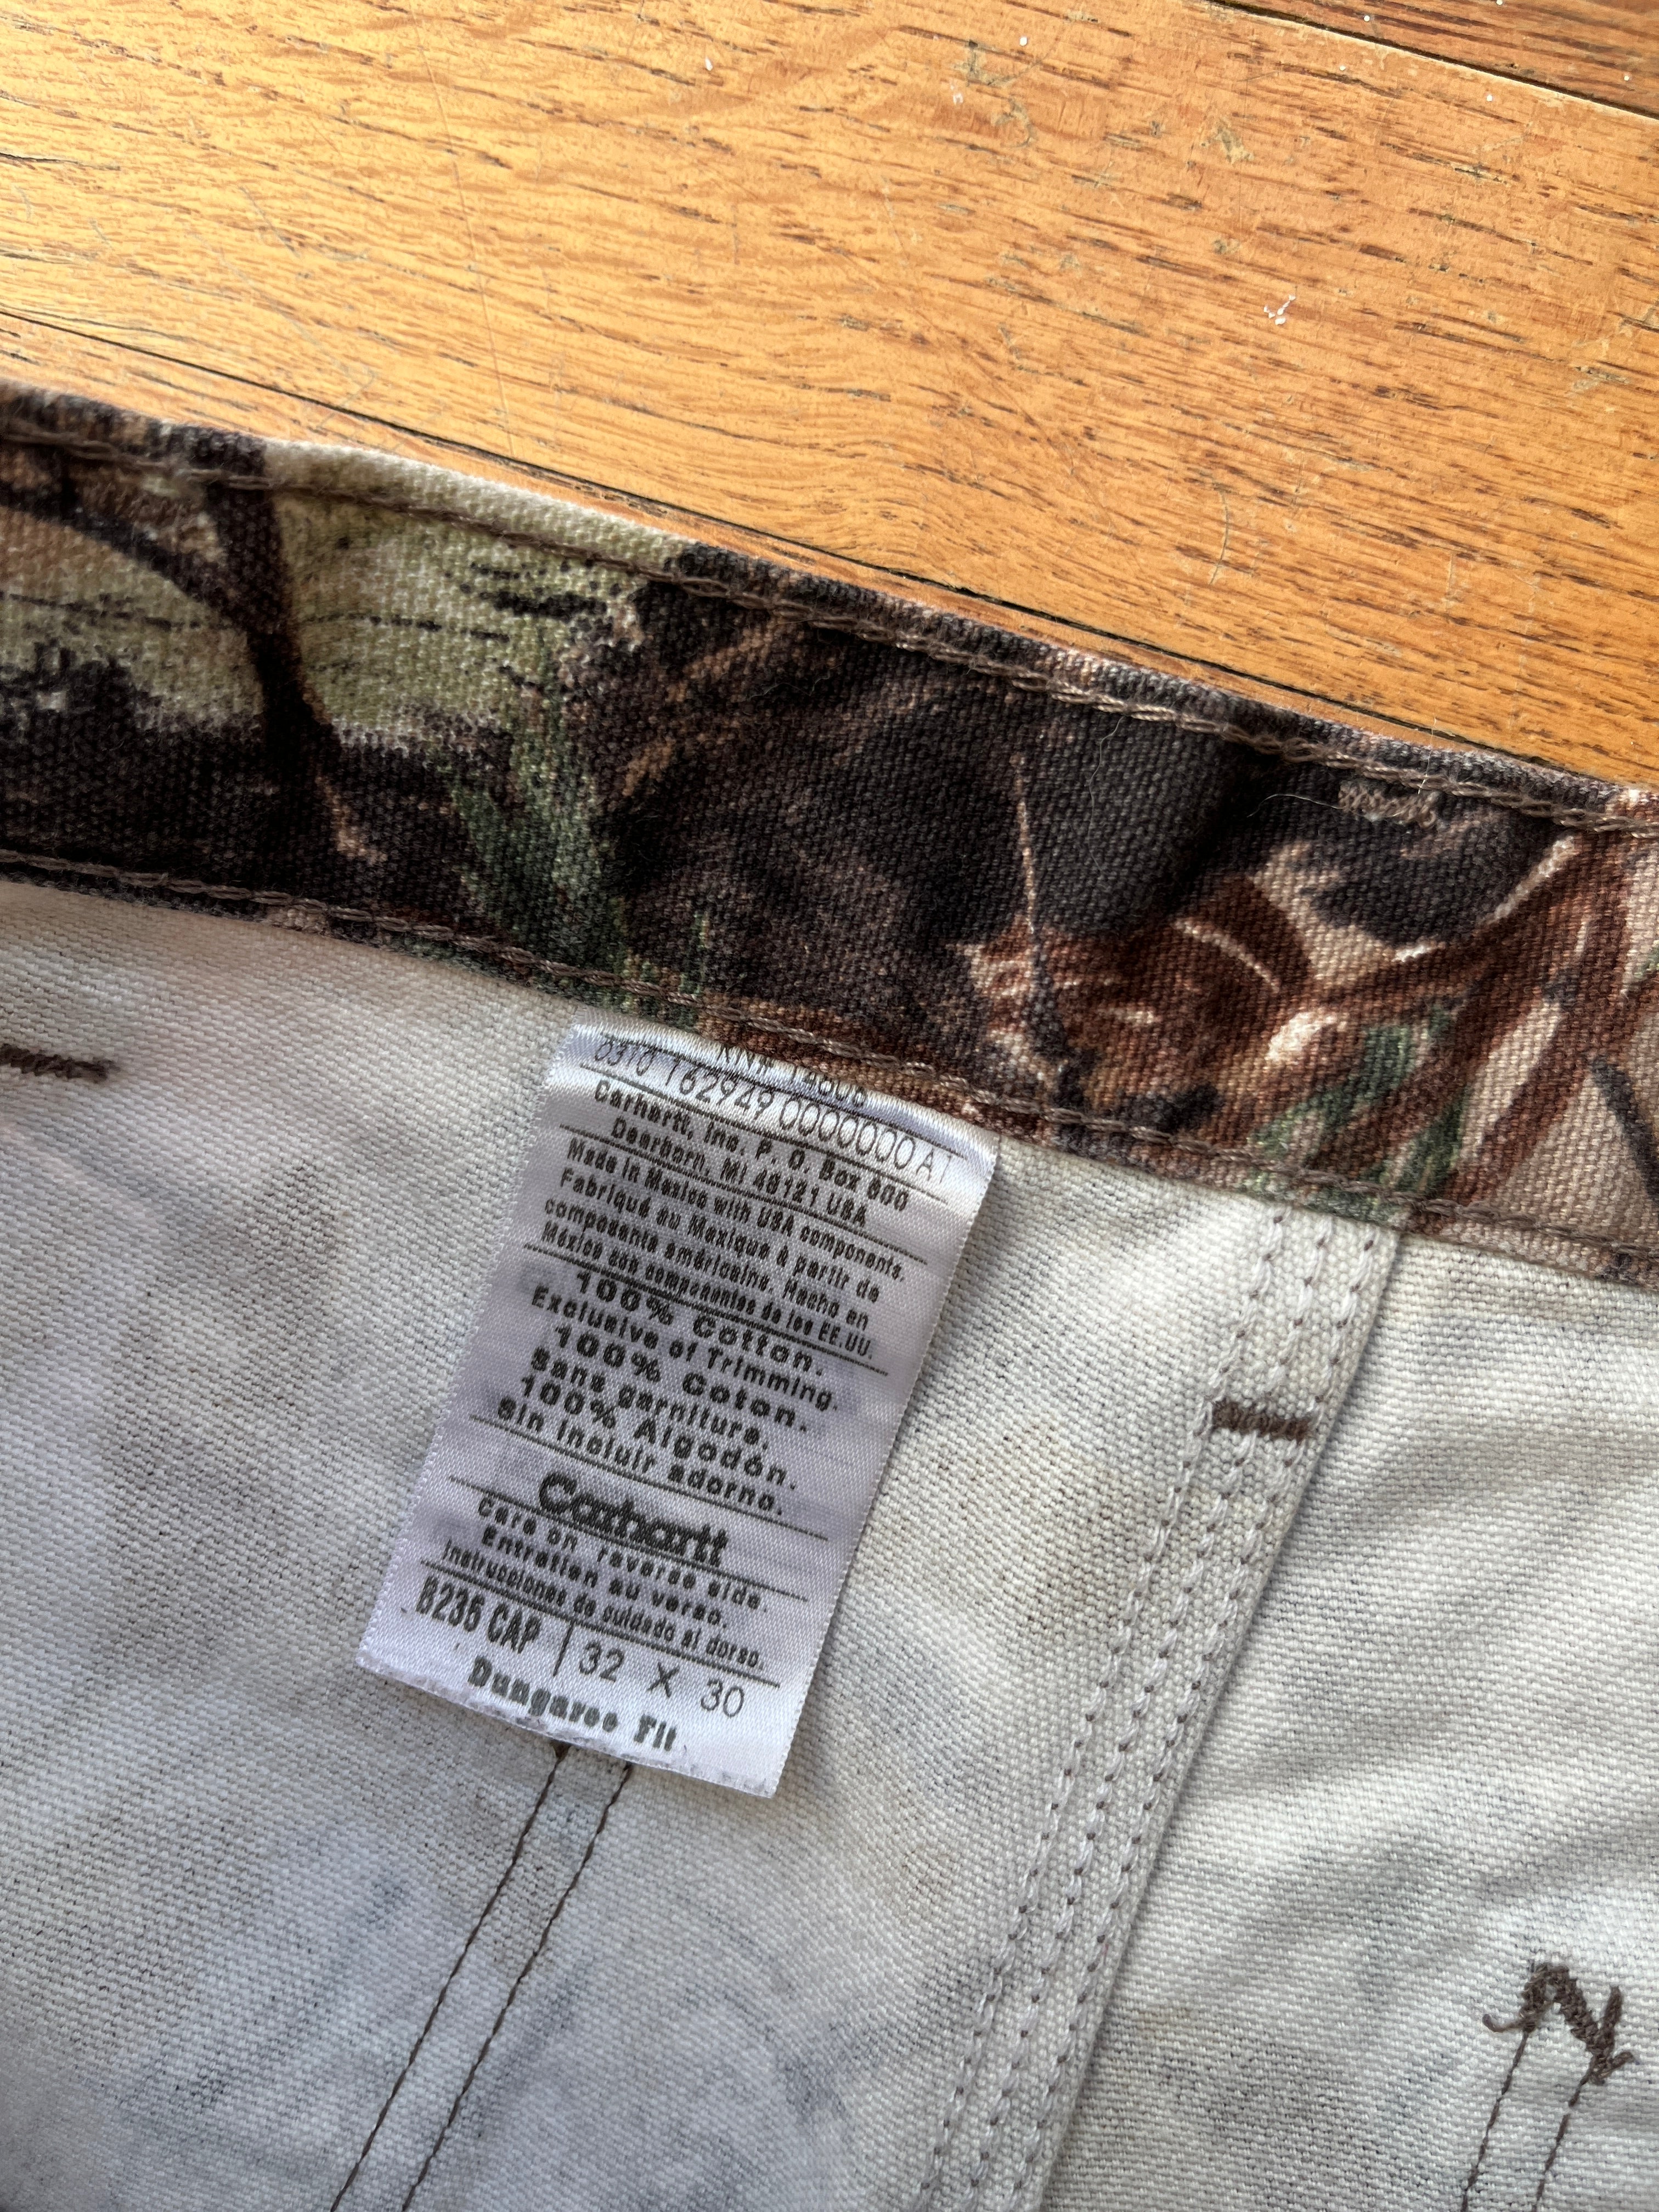 0310 162949 0000000 A1
Carhartt, Inc. P. O. Box 600
Dearborn, MI 48121 USA
Made in Mexico with USA components.
Fabriqué au Mexique à partir de
composants américains. Hecho en
México con componentes de los EE.UU.
100% Cotton.
Exclusive of Trimming.
100% Coton.
Sans garniture.
100% Algodón.
sin incluir adorno.
Carhartt
Care on reverse side.
Entretien au verso.
Instrucciones de cuidado al dorso.
B235 CAP | 32 X 30
Dungaree Fit